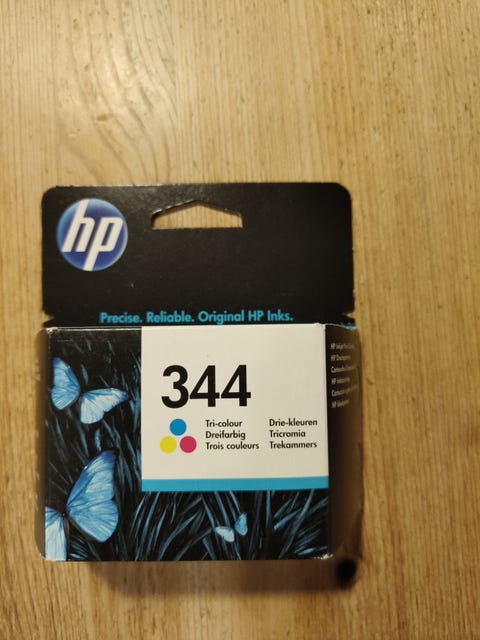 hp
Precise. Reliable. Original HP Inks.
344
Tri-colour Drie-kleuren
Dreifarbig Tricromia
Trois couleurs Trekammers